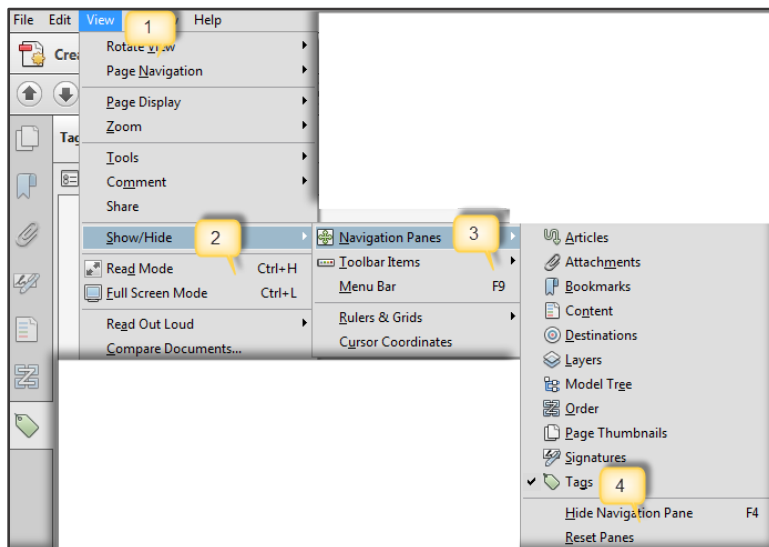 File Edit View Help
1
Rotate View
Crea
Page Navigation
Page Display
Zoom
Tag
Tools
Comment
Share
Show/Hide 2
Read Mode Ctrl+H
Full Screen Mode Ctrl+L
Read Out Loud
Compare Documents...
Navigation Panes 3
Toolbar Items
Menu Bar F9
Rulers & Grids
Cursor Coordinates
Articles
Attachments
Bookmarks
Content
Destinations
Layers
Model Tree
Order
Page Thumbnails
Signatures
Tags 4
Hide Navigation Pane F4
Reset Panes